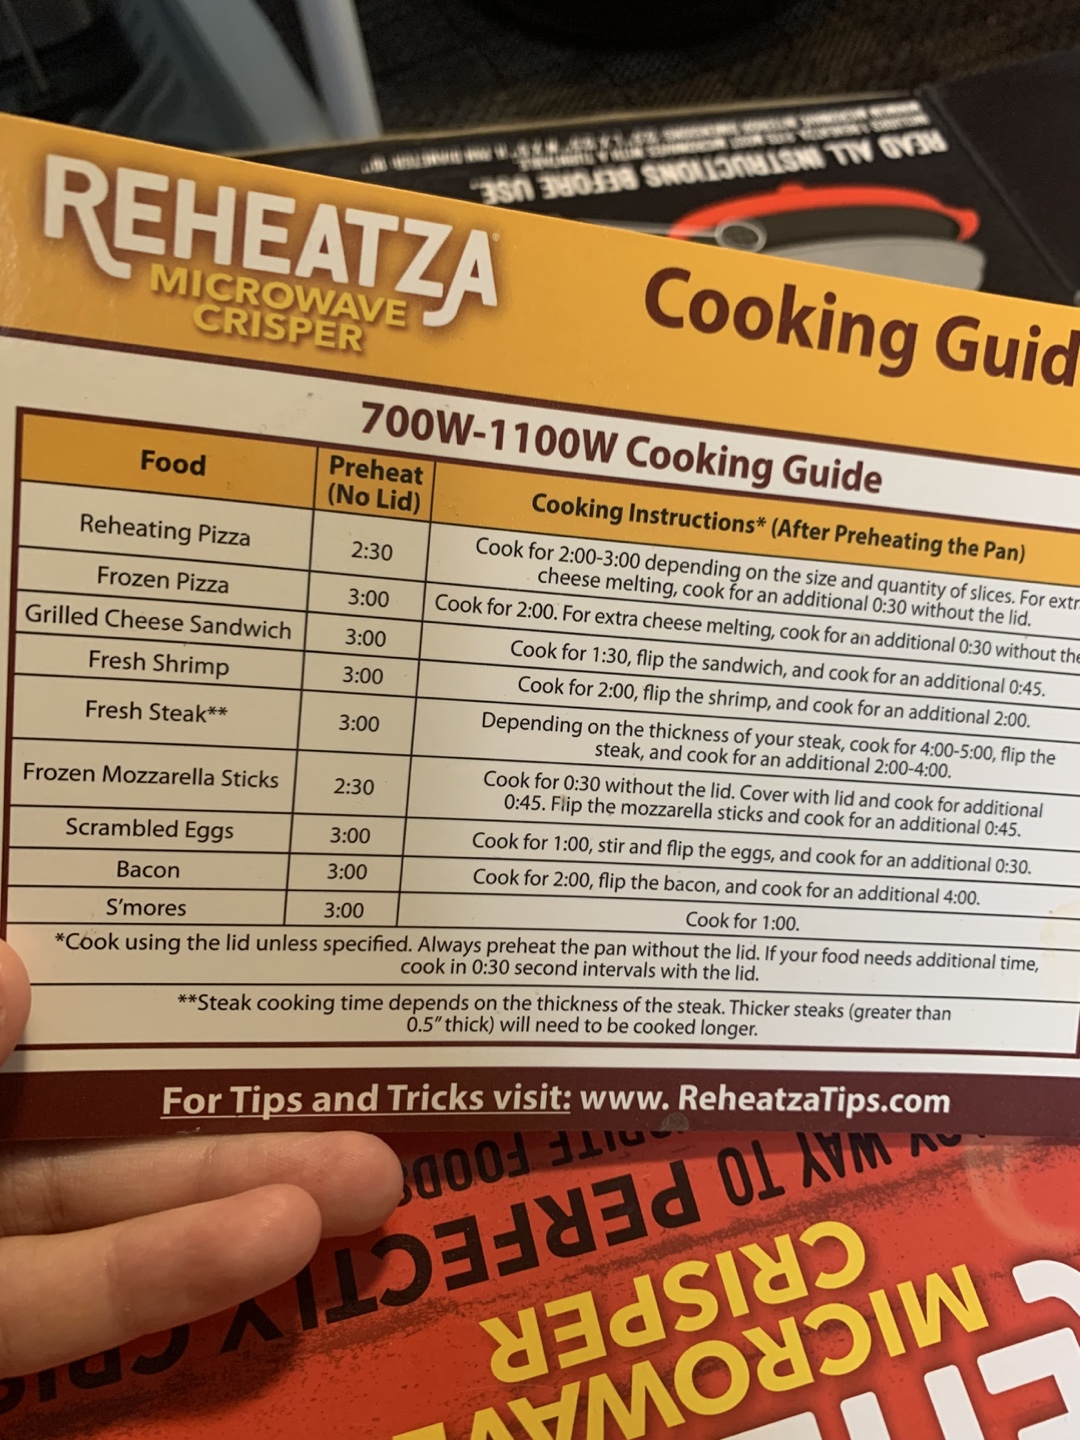 READ ALL INSTRUCTIONS BEFORE USE.
REHEATZA®
MICROWAVE
CRISPER
Cooking Guid
700W-1100W Cooking Guide
Food
Preheat
(No Lid)
Cooking Instructions* (After Preheating the Pan)
Reheating Pizza
2:30
Cook for 2:00-3:00 depending on the size and quantity of slices. For extr
cheese melting, cook for an additional 0:30 without the lid.
Frozen Pizza
3:00
Cook for 2:00. For extra cheese melting, cook for an additional 0:30 without the
Grilled Cheese Sandwich
3:00
Cook for 1:30, flip the sandwich, and cook for an additional 0:45.
Fresh Shrimp
3:00
Cook for 2:00, flip the shrimp, and cook for an additional 2:00.
Fresh Steak**
3:00
Depending on the thickness of your steak, cook for 4:00-5:00, flip the
steak, and cook for an additional 2:00-4:00.
Frozen Mozzarella Sticks
2:30
Cook for 0:30 without the lid. Cover with lid and cook for additional
0:45. Flip the mozzarella sticks and cook for an additional 0:45.
Scrambled Eggs
3:00
Cook for 1:00, stir and flip the eggs, and cook for an additional 0:30.
Bacon
3:00
Cook for 2:00, flip the bacon, and cook for an additional 4:00.
S'mores
3:00
Cook for 1:00.
*Cook using the lid unless specified. Always preheat the pan without the lid. If your food needs additional time,
cook in 0:30 second intervals with the lid.
**Steak cooking time depends on the thickness of the steak. Thicker steaks (greater than
0.5" thick) will need to be cooked longer.
For Tips and Tricks visit: www. ReheatzaTips.com
MICROWAVE
CRISPER
WAY TO PERFECTLY CRIS
FOODS